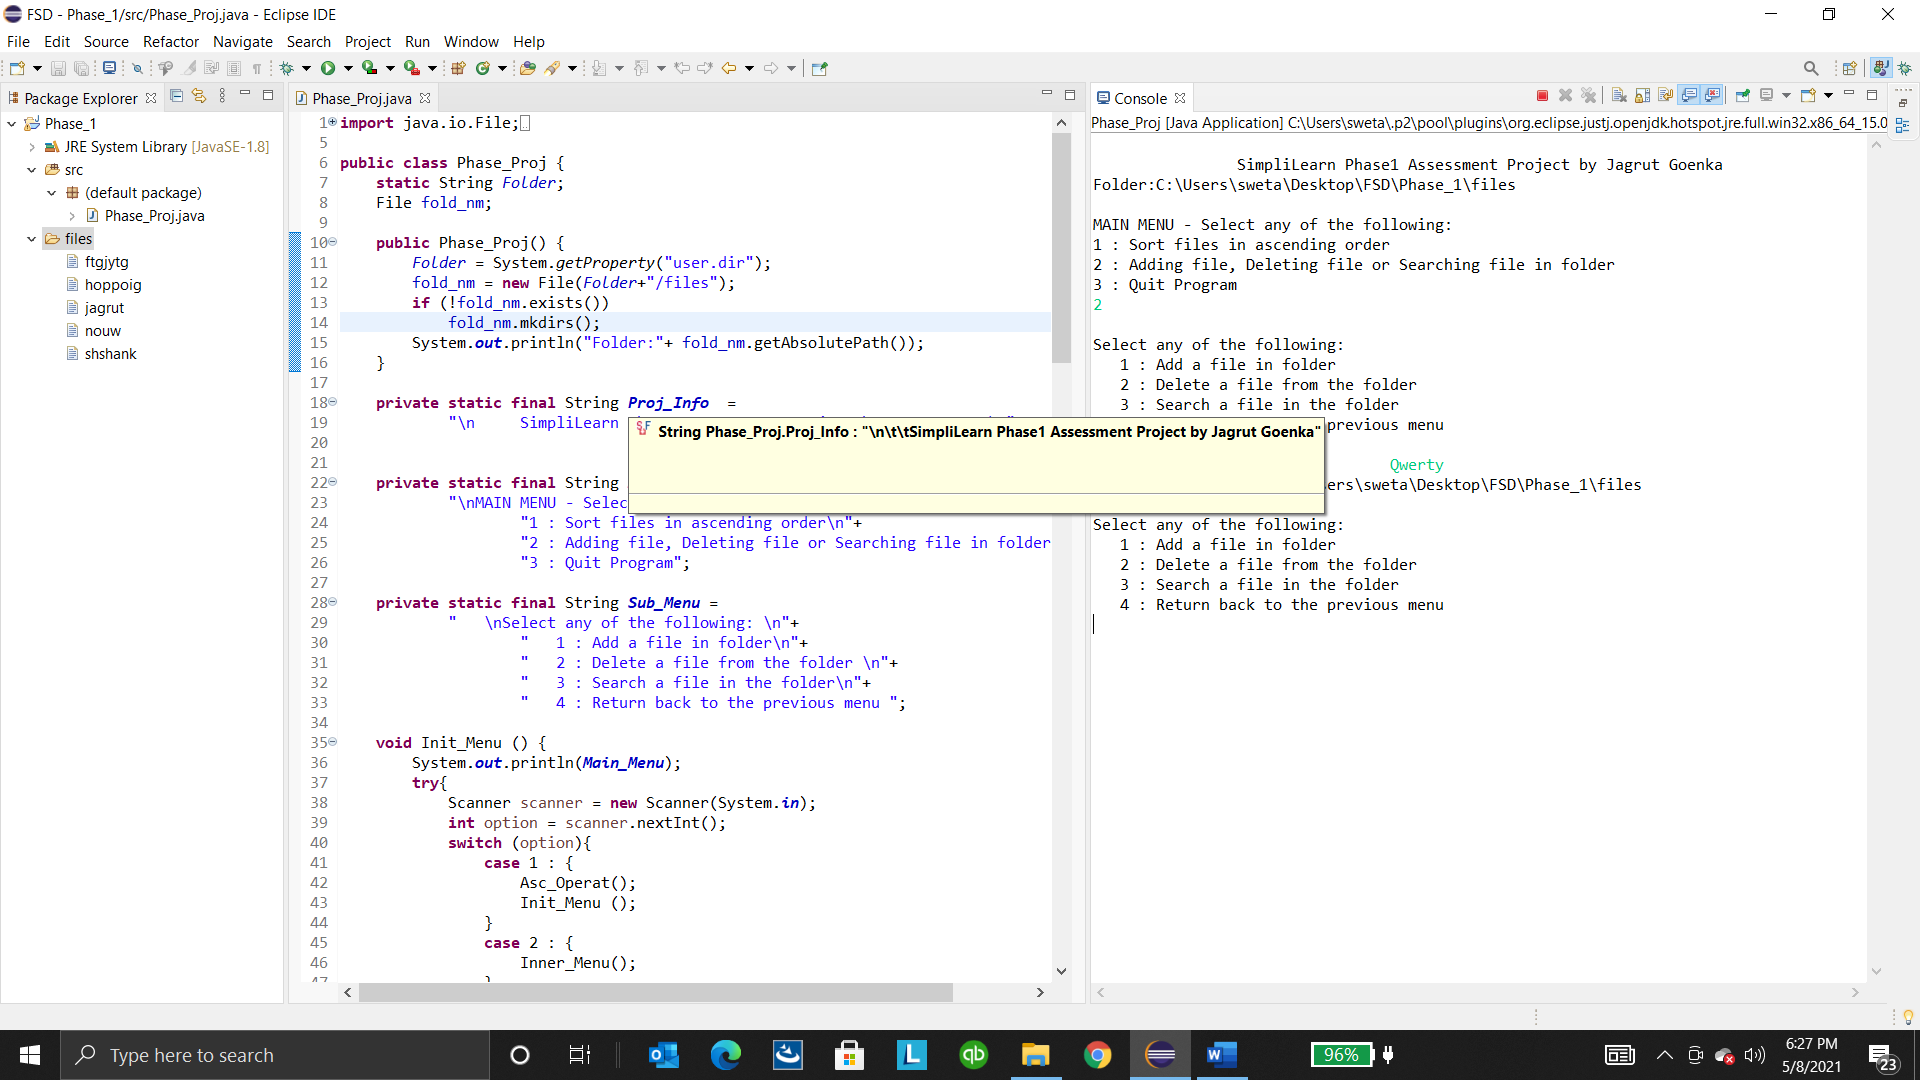 FSD - Phase_1/src/Phase_Proj.java - Eclipse IDE
File Edit Source Refactor Navigate Search Project Run Window Help
Package Explorer
Phase_1
JRE System Library [JavaSE-1.8]
src
(default package)
Phase_Proj.java
files
ftgjytg
hoppoig
jagrut
nouw
shshank
Phase_Proj.java
1 import java.io.File;
5
6 public class Phase_Proj {
7 static String Folder;
8 File fold_nm;
9
10 public Phase_Proj() {
11 Folder = System.getProperty("user.dir");
12 fold_nm = new File(Folder+"/files");
13 if (!fold_nm.exists())
14 fold_nm.mkdirs();
15 System.out.println("Folder:"+ fold_nm.getAbsolutePath());
16 }
17
18 private static final String Proj_Info =
19 "\n SimpliLearn
20
21
22 private static final String
23 "\nMAIN MENU - Selec
24 "1 : Sort files in ascending order\n"+
25 "2 : Adding file, Deleting file or Searching file in folder
26 "3 : Quit Program";
27
28 private static final String Sub_Menu =
29 " \nSelect any of the following: \n"+
30 " 1 : Add a file in folder\n"+
31 " 2 : Delete a file from the folder \n"+
32 " 3 : Search a file in the folder\n"+
33 " 4 : Return back to the previous menu ";
34
35 void Init_Menu () {
36 System.out.println(Main_Menu);
37 try{
38 Scanner scanner = new Scanner(System.in);
39 int option = scanner.nextInt();
40 switch (option){
41 case 1 : {
42 Asc_Operat();
43 Init_Menu ();
44 }
45 case 2 : {
46 Inner_Menu();
String Phase_Proj.Proj_Info : "\n\t\tSimpliLearn Phase1 Assessment Project by Jagrut Goenka"
Console
Phase_Proj [Java Application] C:\Users\sweta\.p2\pool\plugins\org.eclipse.justj.openjdk.hotspot.jre.full.win32.x86_64_15.0
SimpliLearn Phase1 Assessment Project by Jagrut Goenka
Folder:C:\Users\sweta\Desktop\FSD\Phase_1\files
MAIN MENU - Select any of the following:
1 : Sort files in ascending order
2 : Adding file, Deleting file or Searching file in folder
3 : Quit Program
2
Select any of the following:
1 : Add a file in folder
2 : Delete a file from the folder
3 : Search a file in the folder
previous menu
Qwerty
ers\sweta\Desktop\FSD\Phase_1\files
Select any of the following:
1 : Add a file in folder
2 : Delete a file from the folder
3 : Search a file in the folder
4 : Return back to the previous menu
Type here to search
L
qb
W
96%
6:27 PM
5/8/2021
23